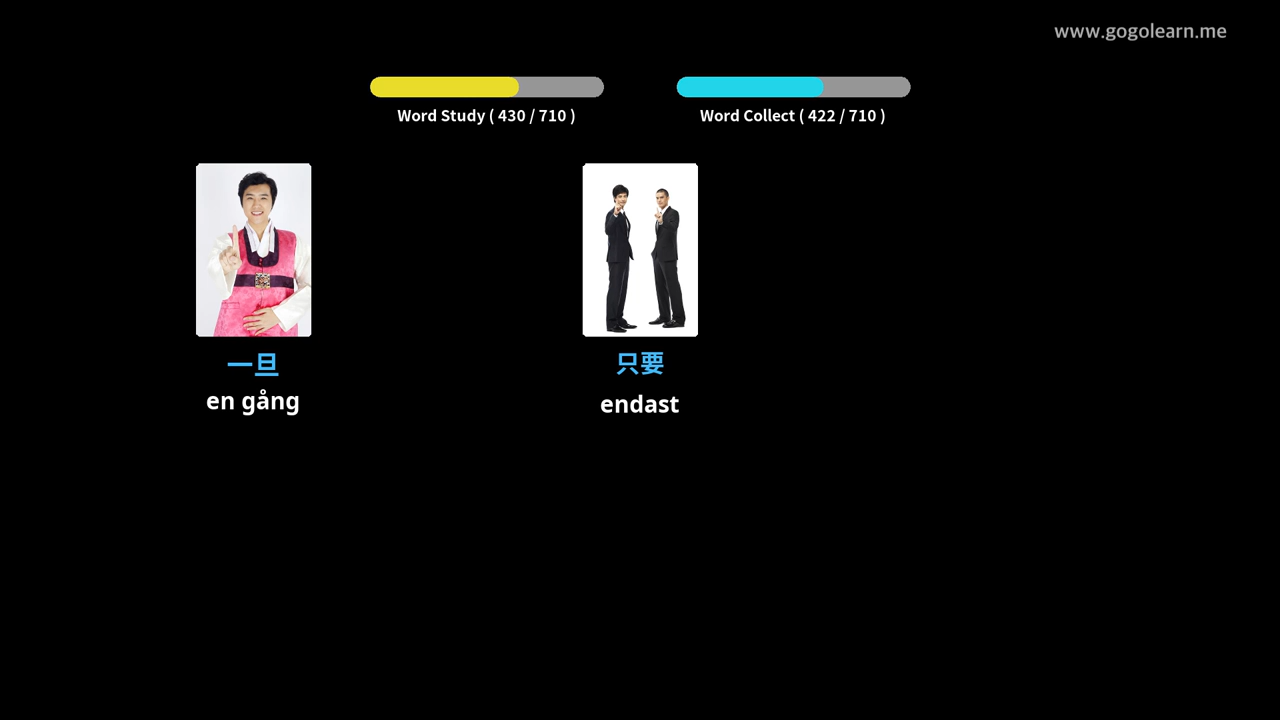 www.gogolearn.me
Word Study ( 430 / 710 )
Word Collect ( 422 / 710 )
一旦
只要
en gång
endast